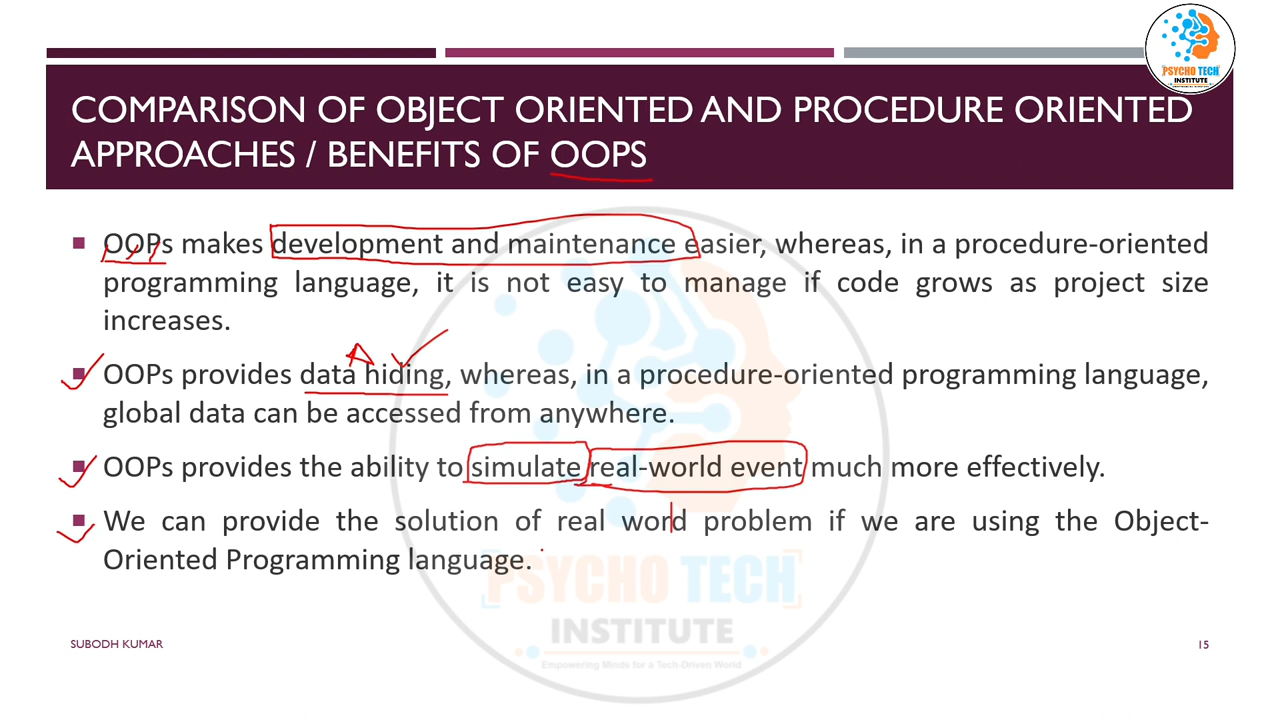 PSYCHO TECH
INSTITUTE
COMPARISON OF OBJECT ORIENTED AND PROCEDURE ORIENTED
APPROACHES / BENEFITS OF OOPS
OOPs makes development and maintenance easier, whereas, in a procedure-oriented
programming language, it is not easy to manage if code grows as project size
increases.
OOPs provides data hiding, whereas, in a procedure-oriented programming language,
global data can be accessed from anywhere.
OOPs provides the ability to simulate real-world event much more effectively.
We can provide the solution of real word problem if we are using the Object-
Oriented Programming language.
PSYCHO TECH
INSTITUTE
Empowering Minds for a Tech-Driven World
SUBODH KUMAR
15